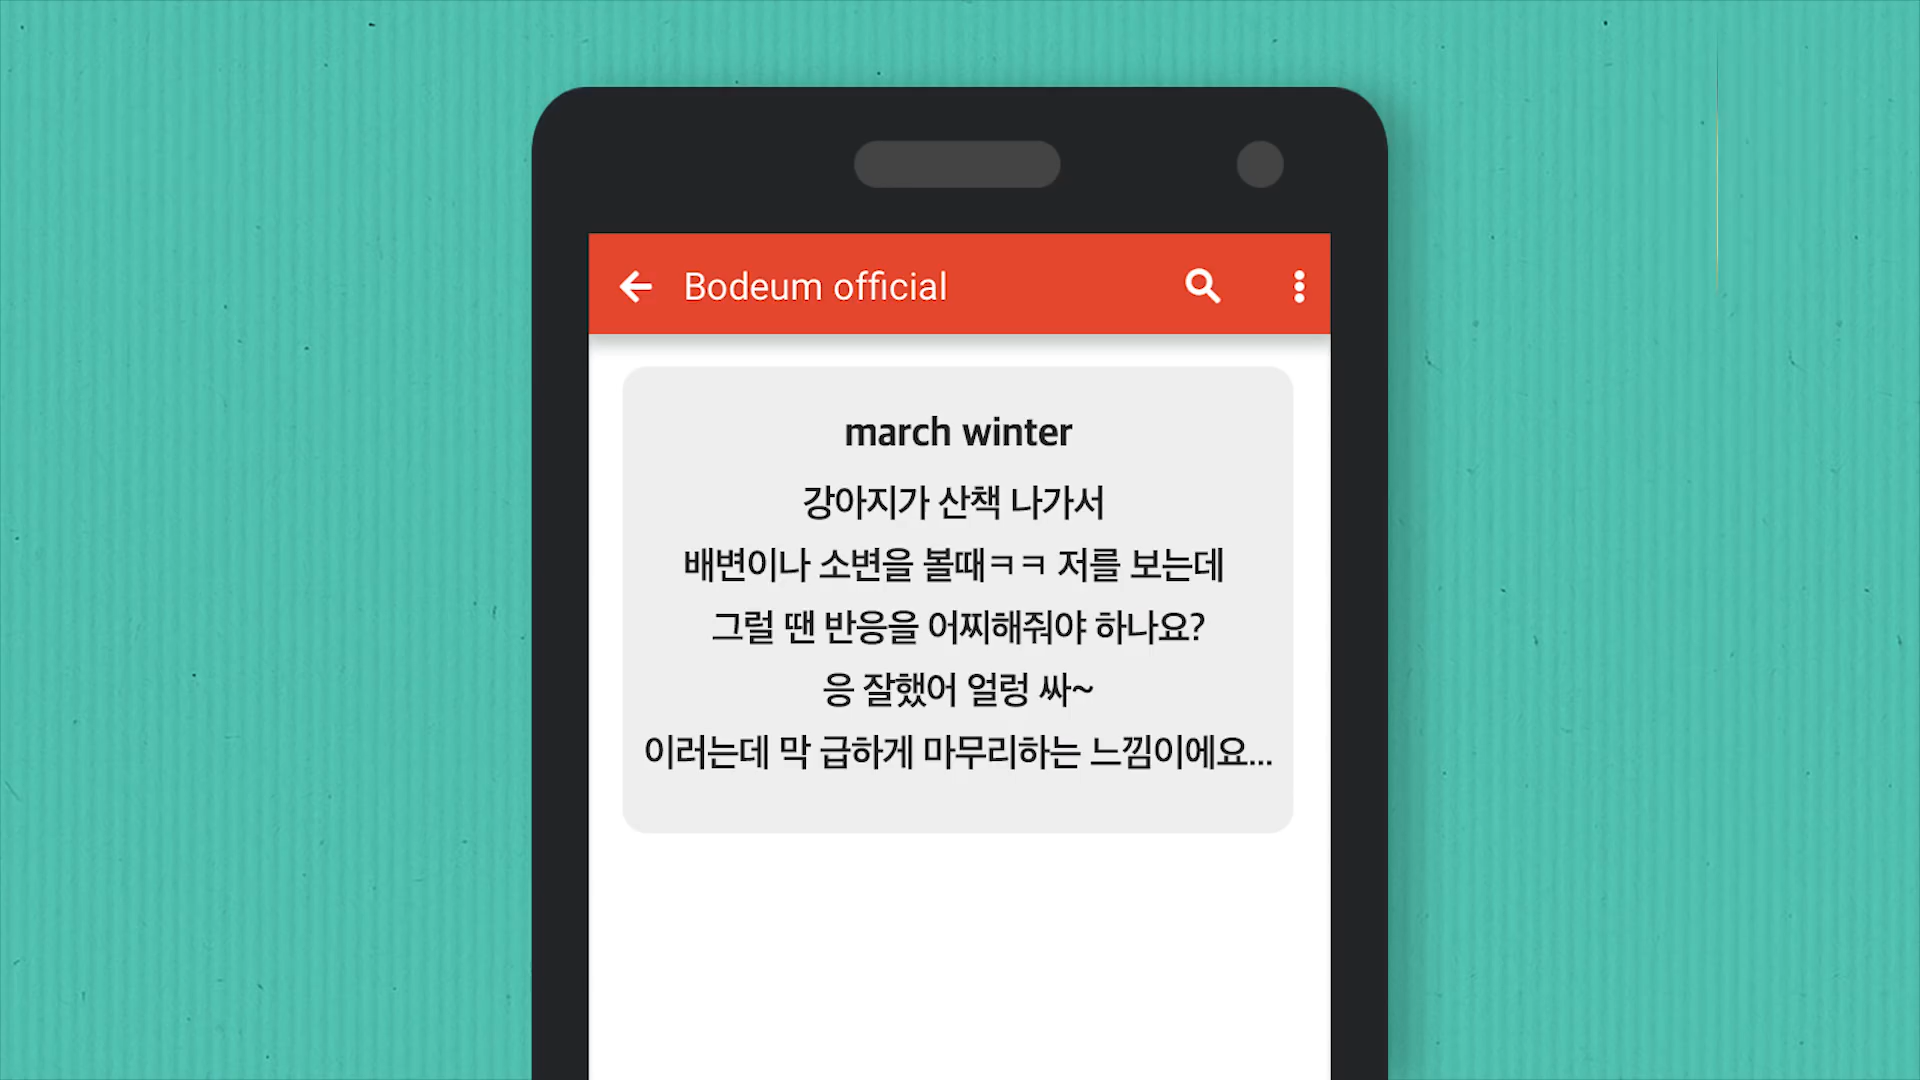 Bodeum official
march winter
강아지가 산책 나가서
배변이나 소변을 볼때ㅋㅋ 저를 보는데
그럴 땐 반응을 어찌해줘야 하나요?
응 잘했어 얼렁 싸~
이러는데 막 급하게 마무리하는 느낌이에요...